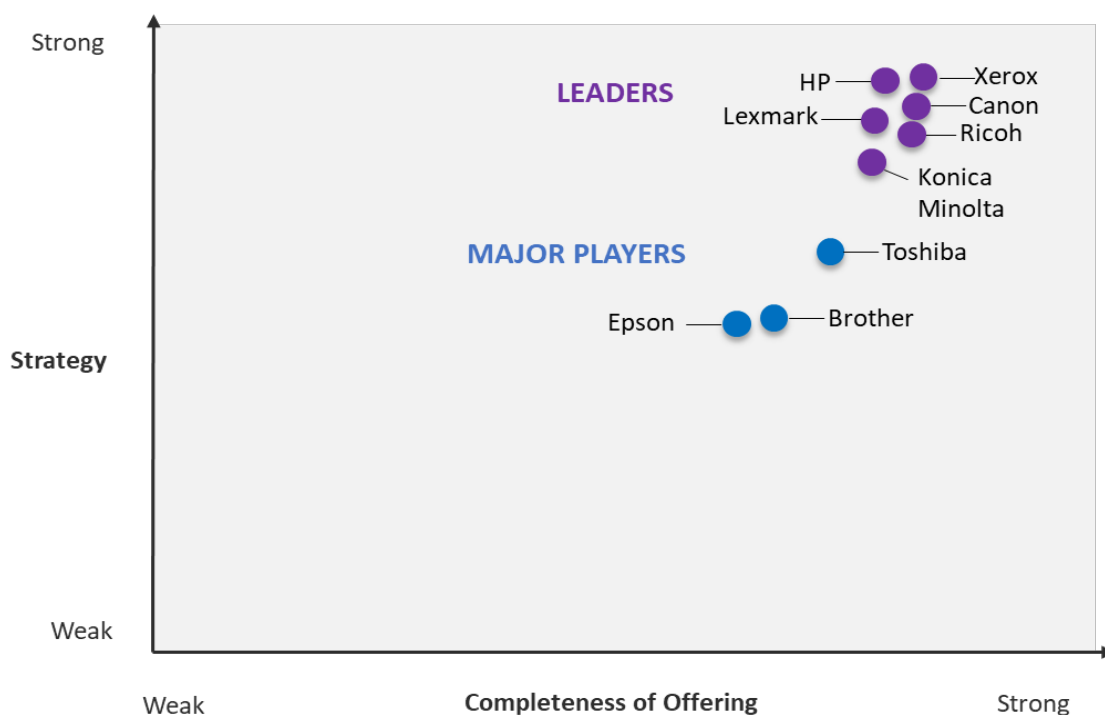 Strong
LEADERS
HP
Xerox
Lexmark
Canon
Ricoh
Konica
Minolta
MAJOR PLAYERS
Toshiba
Epson
Brother
Strategy
Weak
Weak
Completeness of Offering
Strong